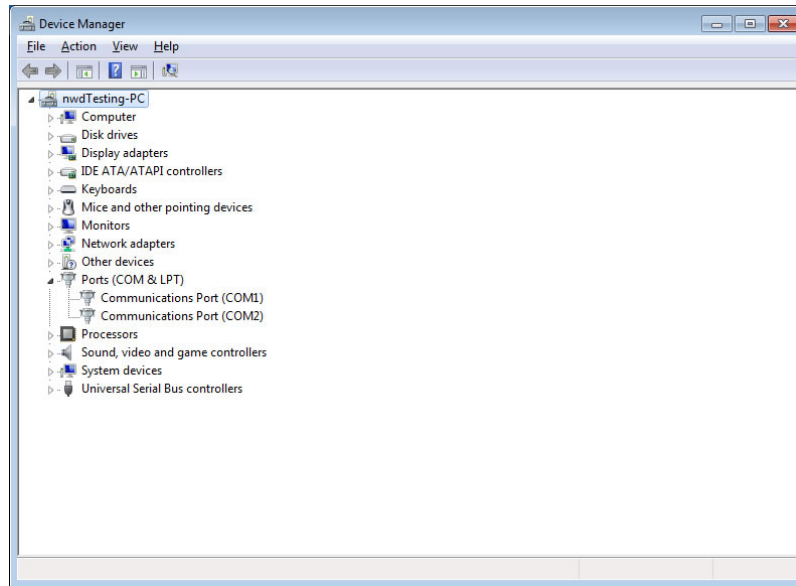 Device Manager
File Action View Help
nwdTesting-PC
Computer
Disk drives
Display adapters
IDE ATA/ATAPI controllers
Keyboards
Mice and other pointing devices
Monitors
Network adapters
Other devices
Ports (COM & LPT)
Communications Port (COM1)
Communications Port (COM2)
Processors
Sound, video and game controllers
System devices
Universal Serial Bus controllers